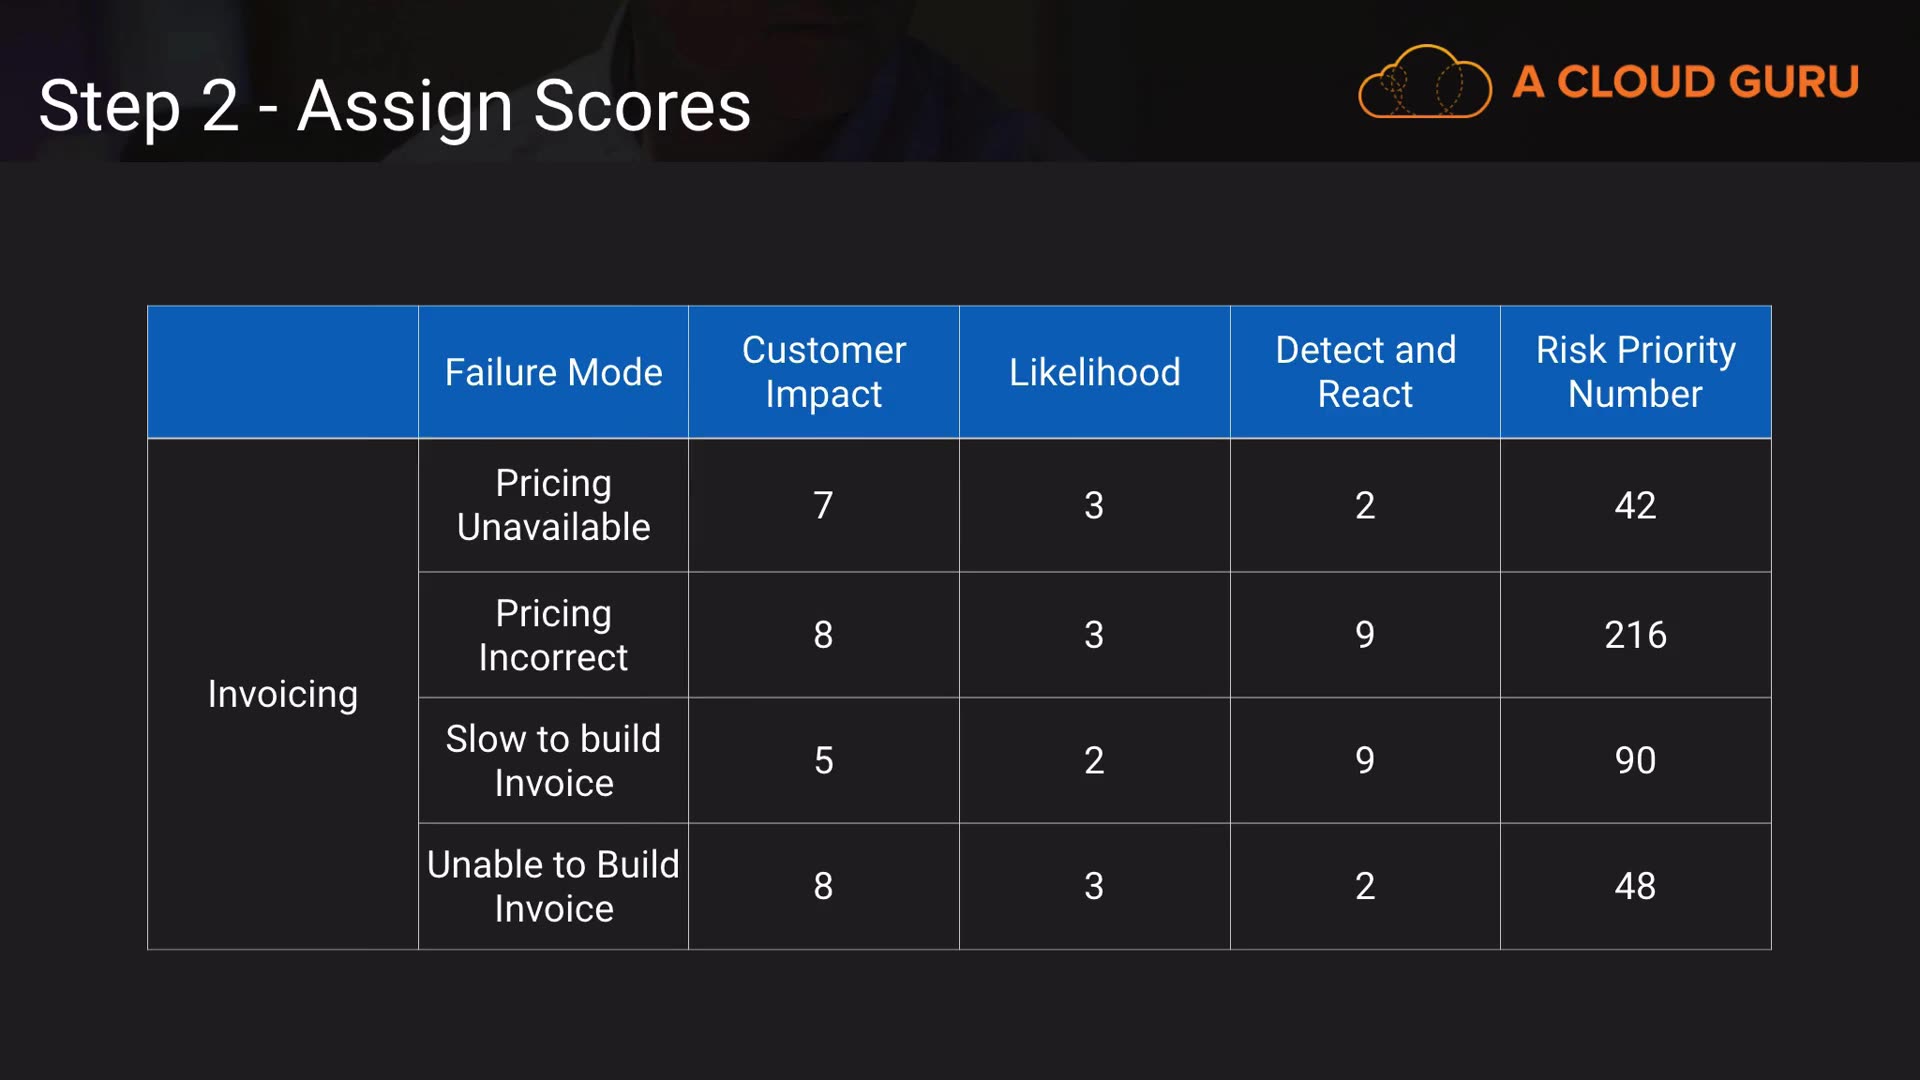 Step 2 - Assign Scores
A CLOUD GURU
Failure Mode
Customer
Impact
Likelihood
Detect and
React
Risk Priority
Number
Invoicing
Pricing
Unavailable
7
3
2
42
Pricing
Incorrect
8
3
9
216
Slow to build
Invoice
5
2
9
90
Unable to Build
Invoice
8
3
2
48